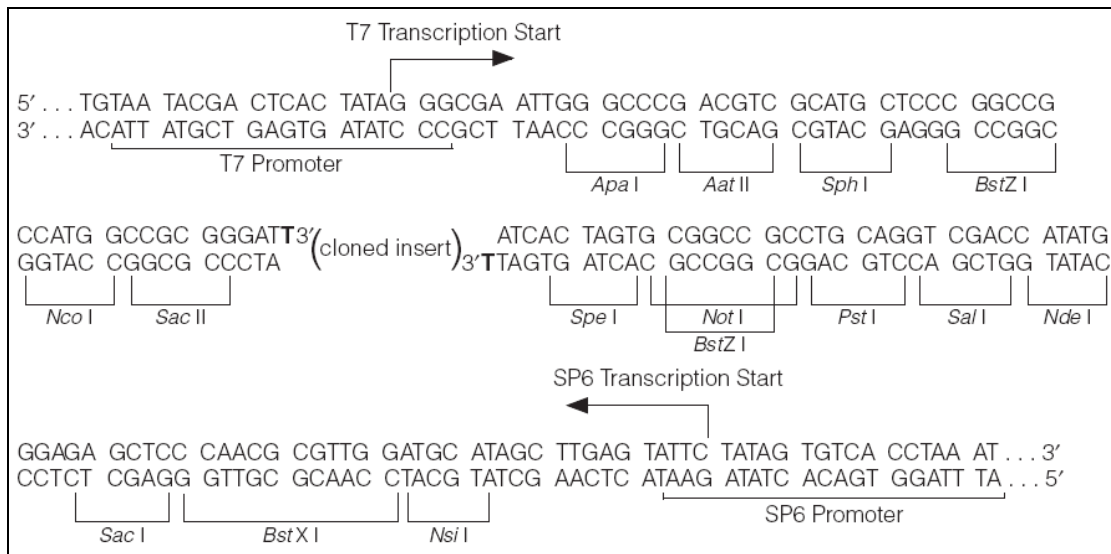 T7 Transcription Start
5′ . . . TGTAA TACGA CTCAC TATAG GGCGA ATTGG GCCCG ACGTC GCATG CTCCC GGCCG
3′ . . . ACATT ATGCT GAGTG ATATC CCGCT TAACC CGGGC TGCAG CGTAC GAGGG CCGGC
T7 Promoter
Apa I Aat II Sph I BstZ I
CCATG GCCGC GGGATT3′ (cloned insert) ATCAC TAGTG CGGCC GCCTG CAGGT CGACC ATATG
GGTACC GGCGC CCTA 3′TTAGTG ATCAC GCCGG CGGAC GTCCA GCTGG TATAC
Nco I Sac II Spe I Not I Pst I Sal I Nde I
BstZ I
SP6 Transcription Start
GGAGA GCTCC CAACG CGTTG GATGC ATAGC TTGAG TATTC TATAG TGTCA CCTAA AT . . . 3′
CCTCT CGAGG GTTGC GCAAC CTACG TATCG AACTC ATAAG ATATC ACAGT GGATT TA . . . 5′
Sac I BstX I Nsi I SP6 Promoter